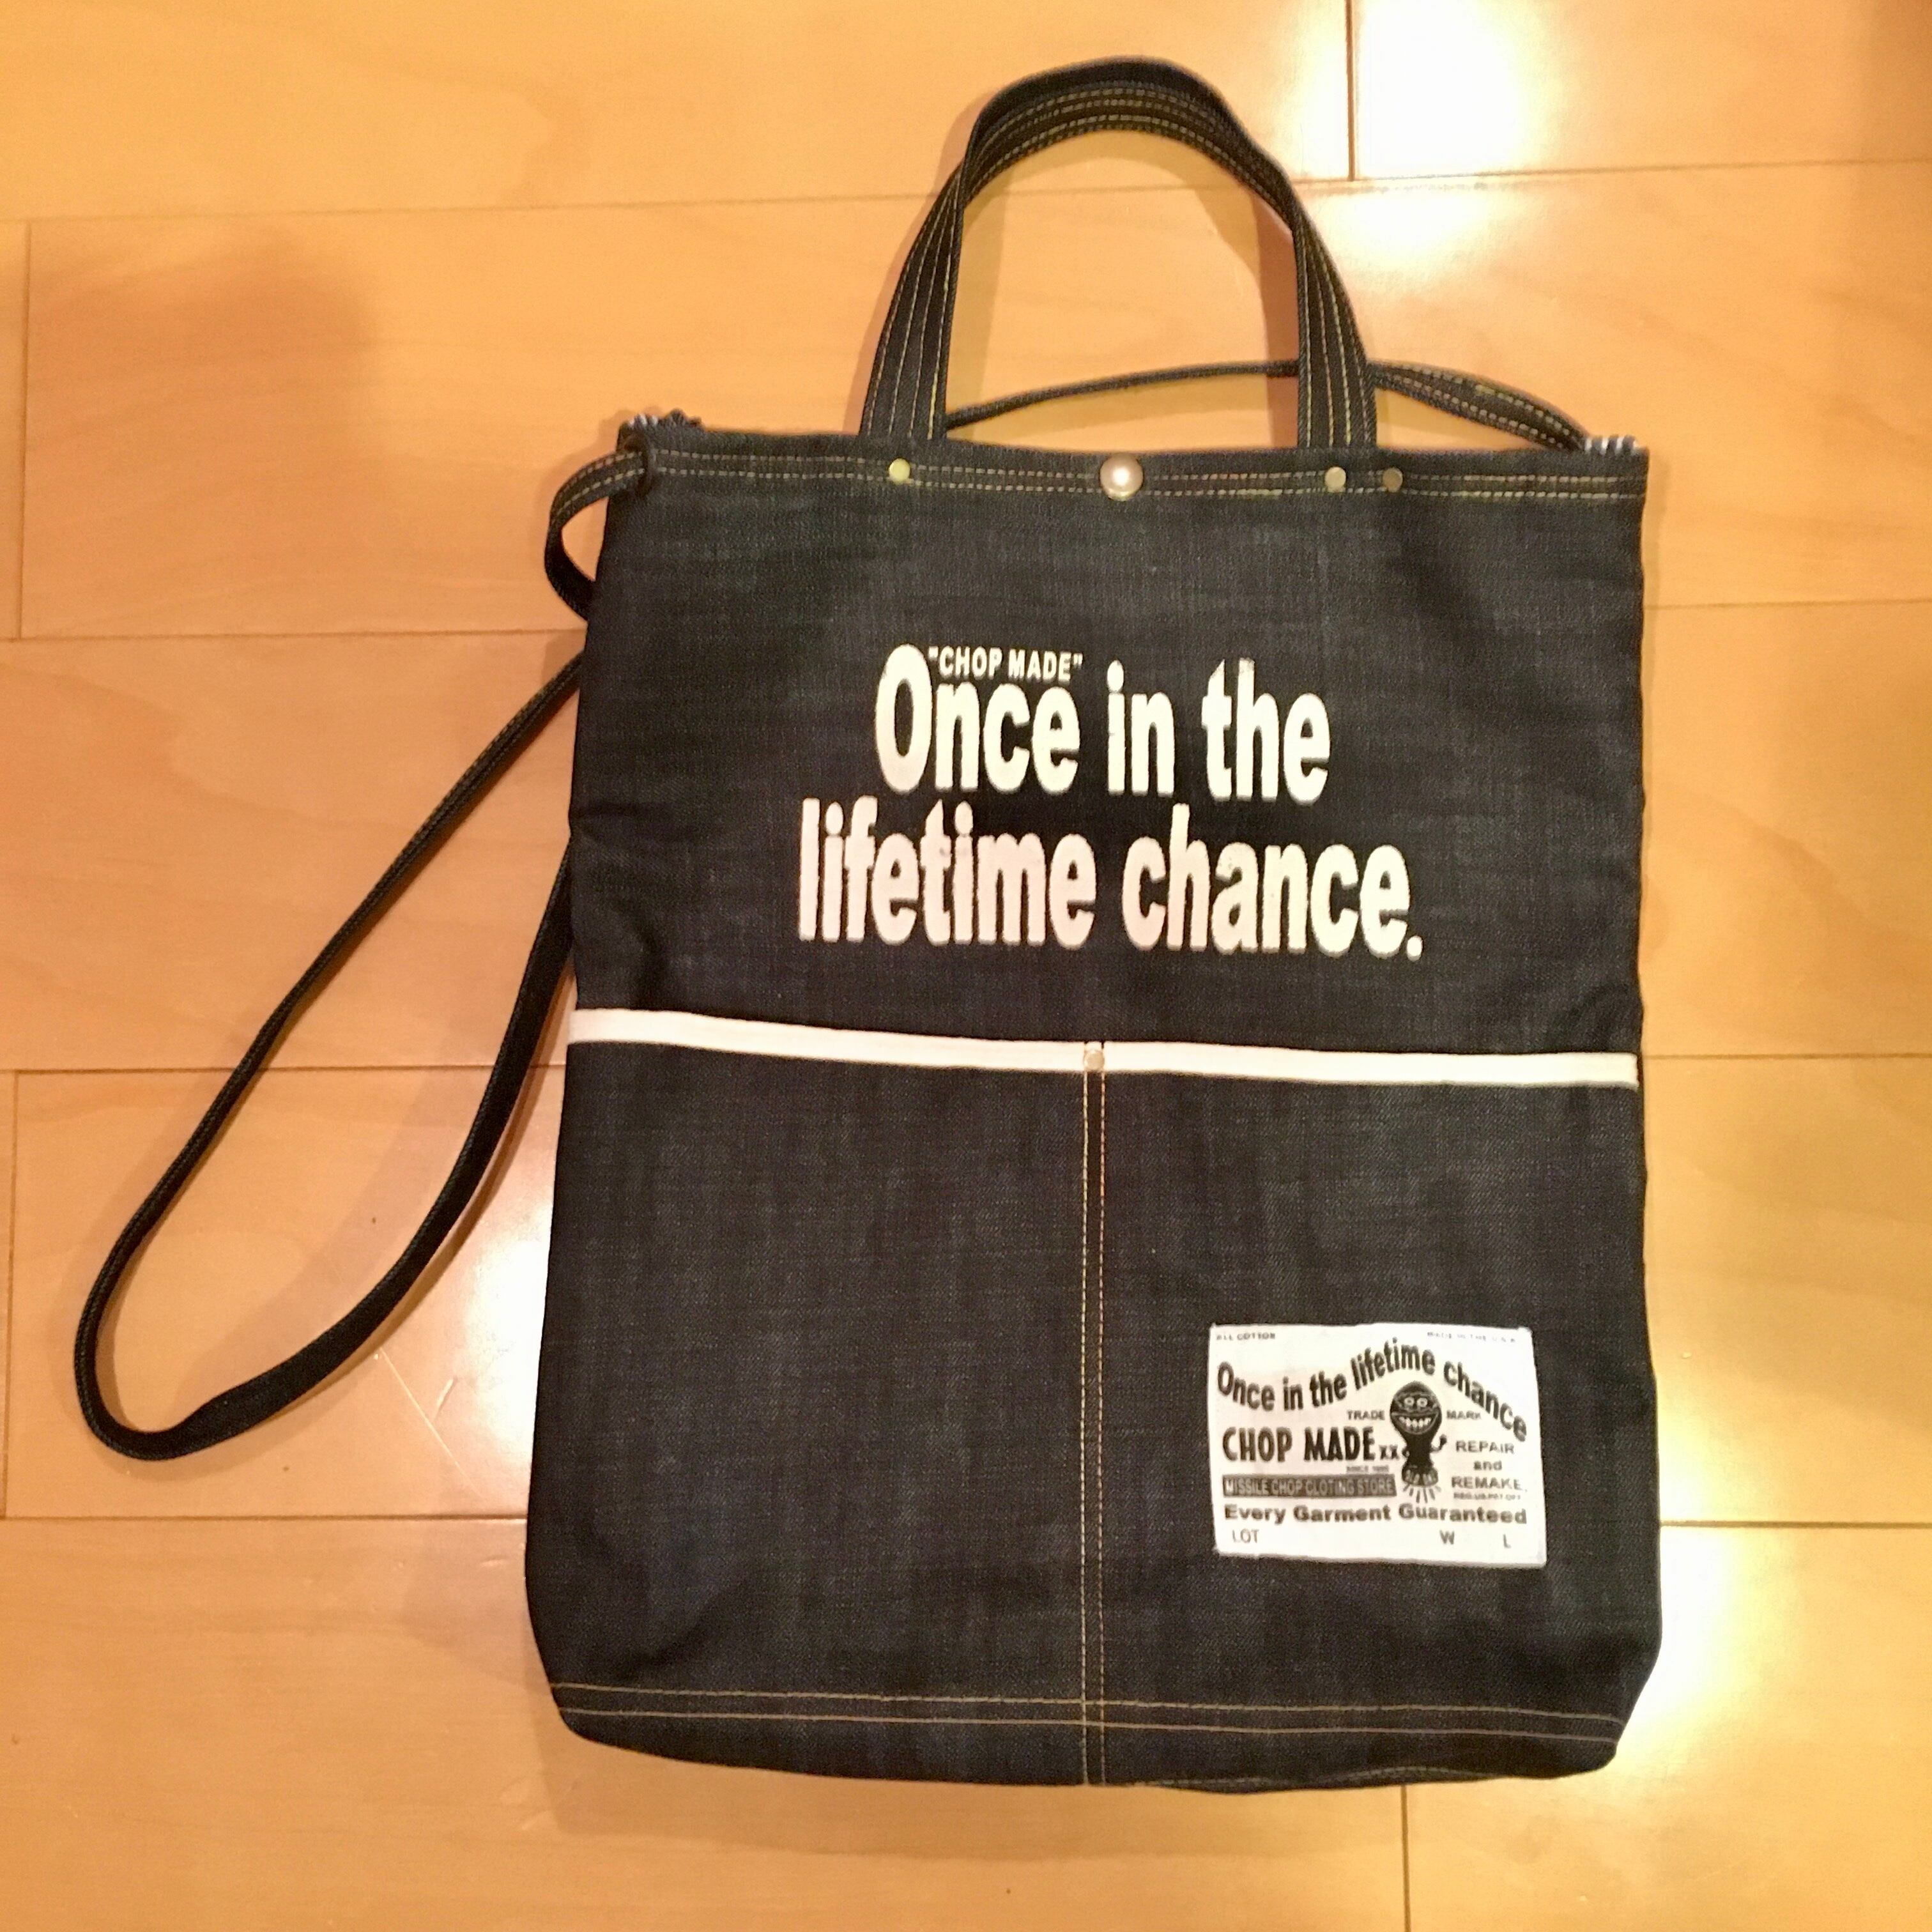 "CHOP MADE"
Once in the
lifetime chance.
ALL COTTON MADE IN THE U.S.A.
Once in the lifetime chance
TRADE MARK
CHOP MADE xx
REPAIR
and
REMAKE
MISSILE CHOP CLOTING STORE
Every Garment Guaranteed
LOT W L